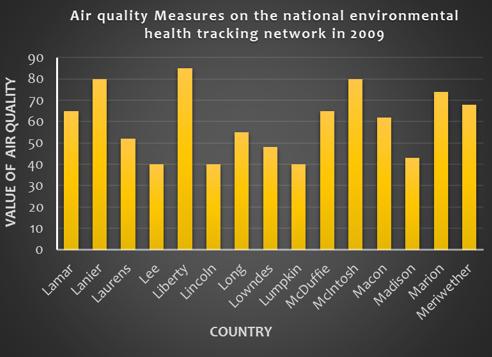 Air quality Measures on the national environmental
health tracking network in 2009
VALUE OF AIR QUALITY
90
80
70
60
50
40
30
20
10
0
Lamar
Lanier
Laurens
Lee
Liberty
Lincoln
Long
Lowndes
Lumpkin
McDuffie
McIntosh
Macon
Madison
Marion
Meriwether
COUNTRY